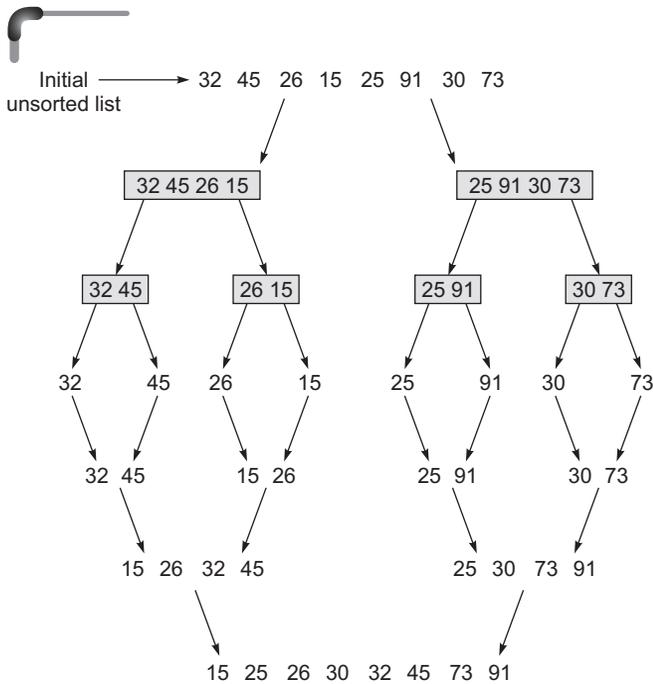 Initial 32 45 26 15 25 91 30 73
unsorted list
32 45 26 15 25 91 30 73
32 45 26 15 25 91 30 73
32 45 26 15 25 91 30 73
32 45 15 26 25 91 30 73
15 26 32 45 25 30 73 91
15 25 26 30 32 45 73 91